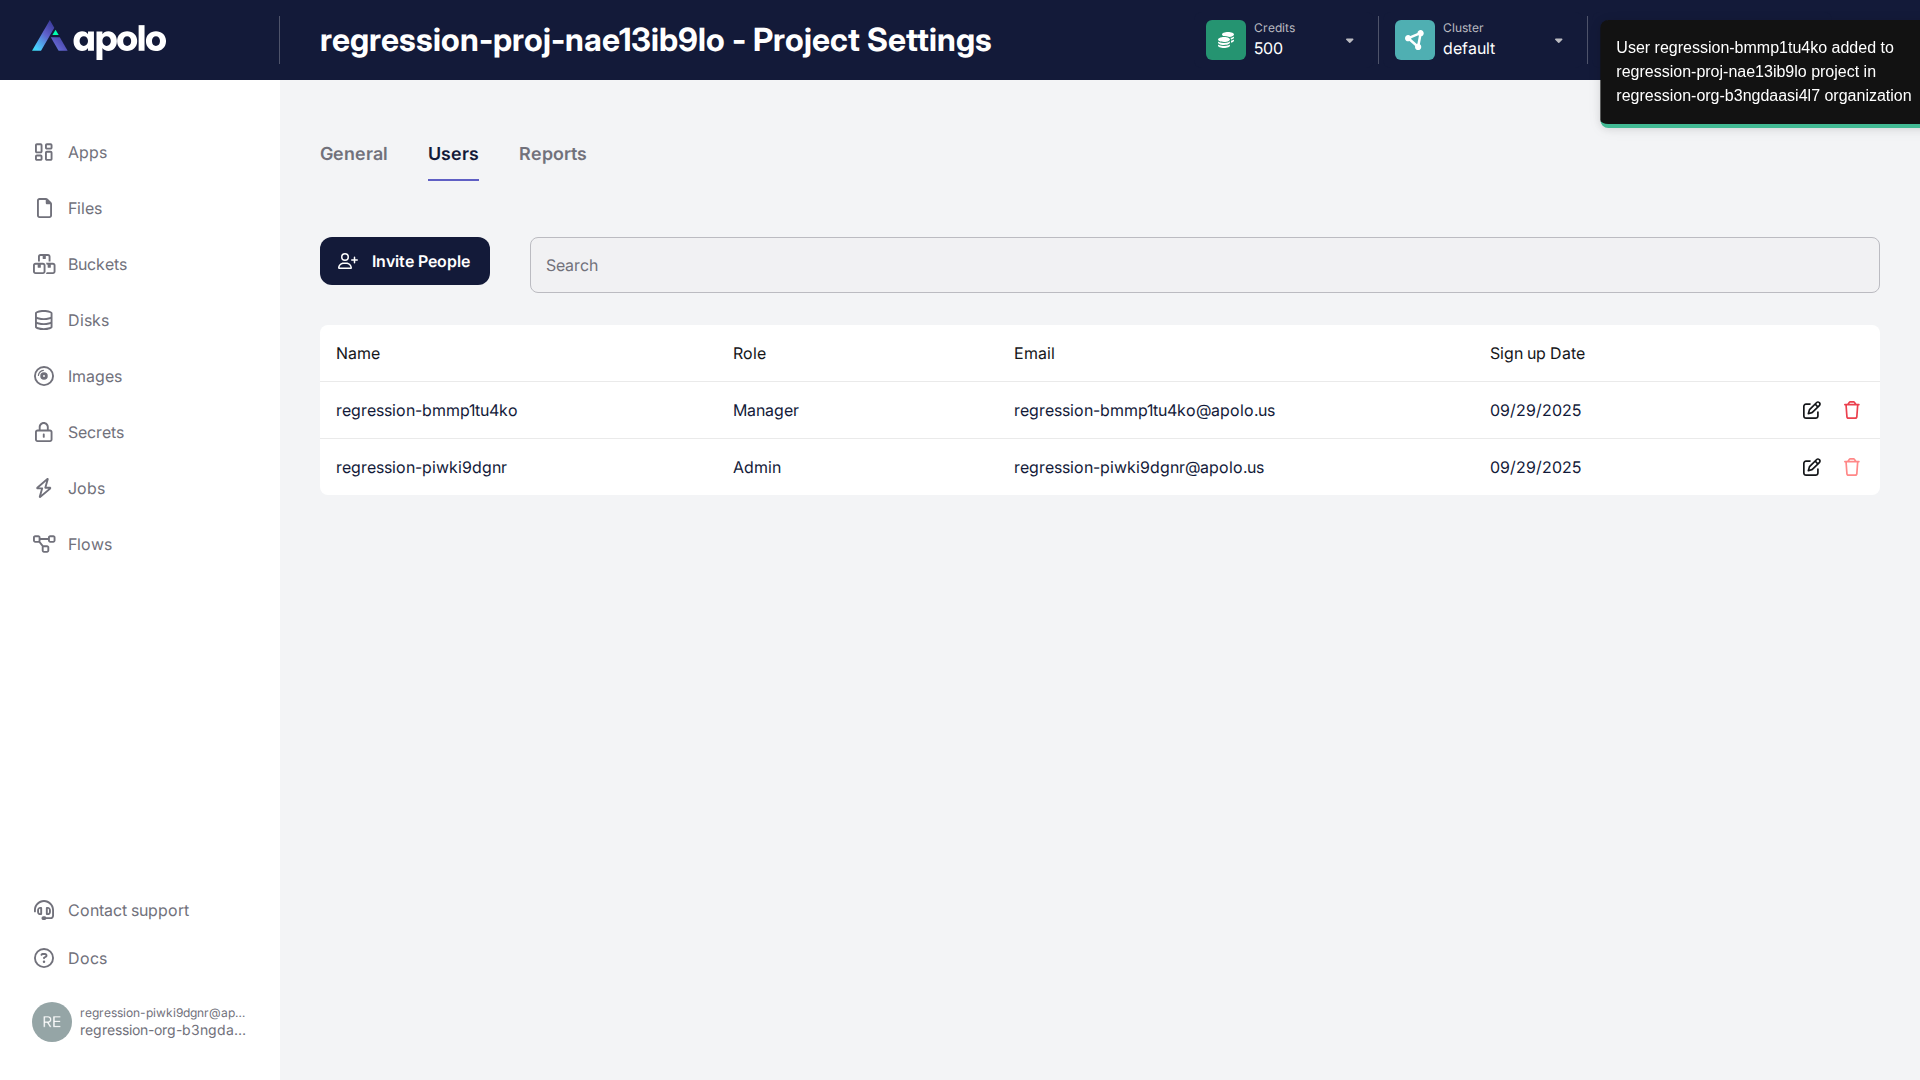 apolo
regression-proj-nae13ib9lo - Project Settings
Credits
500
Cluster
default
User regression-bmmp1tu4ko added to
regression-proj-nae13ib9lo project in
regression-org-b3ngdaasi4l7 organization
Apps
Files
Buckets
Disks
Images
Secrets
Jobs
Flows
General Users Reports
Invite People
Search
Name Role Email Sign up Date
regression-bmmp1tu4ko Manager regression-bmmp1tu4ko@apolo.us 09/29/2025
regression-piwki9dgnr Admin regression-piwki9dgnr@apolo.us 09/29/2025
Contact support
Docs
RE
regression-piwki9dgnr@ap...
regression-org-b3ngda...